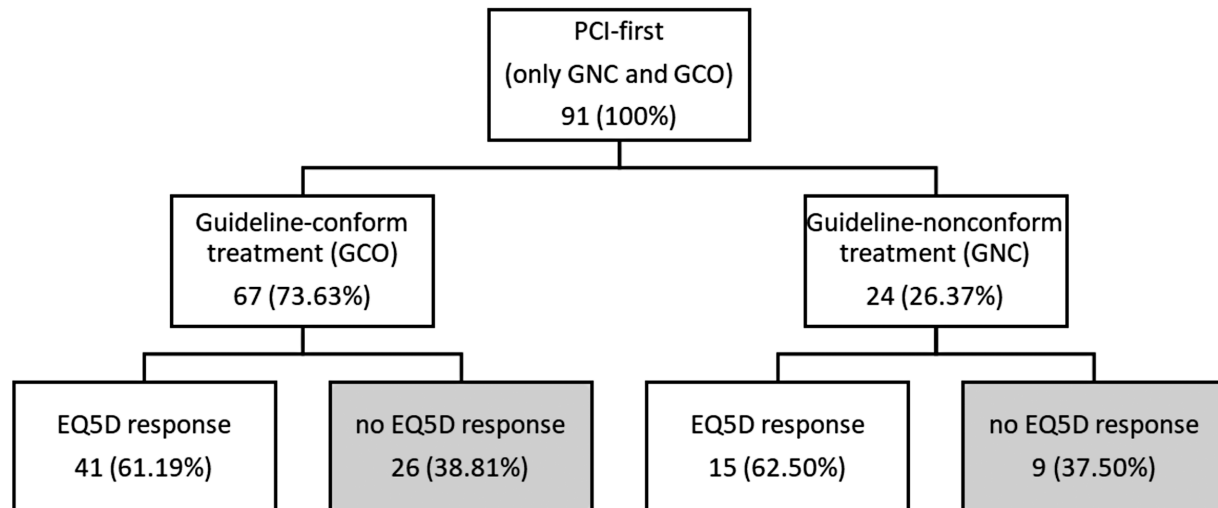 PCI-first
(only GNC and GCO)
91 (100%)
Guideline-conform
treatment (GCO)
67 (73.63%)
Guideline-nonconform
treatment (GNC)
24 (26.37%)
EQ5D response
41 (61.19%)
no EQ5D response
26 (38.81%)
EQ5D response
15 (62.50%)
no EQ5D response
9 (37.50%)